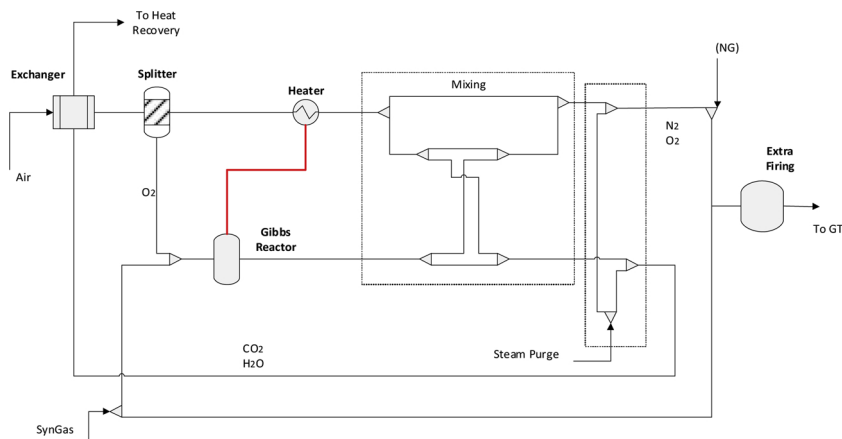 To Heat
Recovery
(NG)
Exchanger
Splitter
Heater
Mixing
N2
O2
Extra
Firing
Air
O2
Gibbs
Reactor
To GT
CO2
H2O
Steam Purge
SynGas